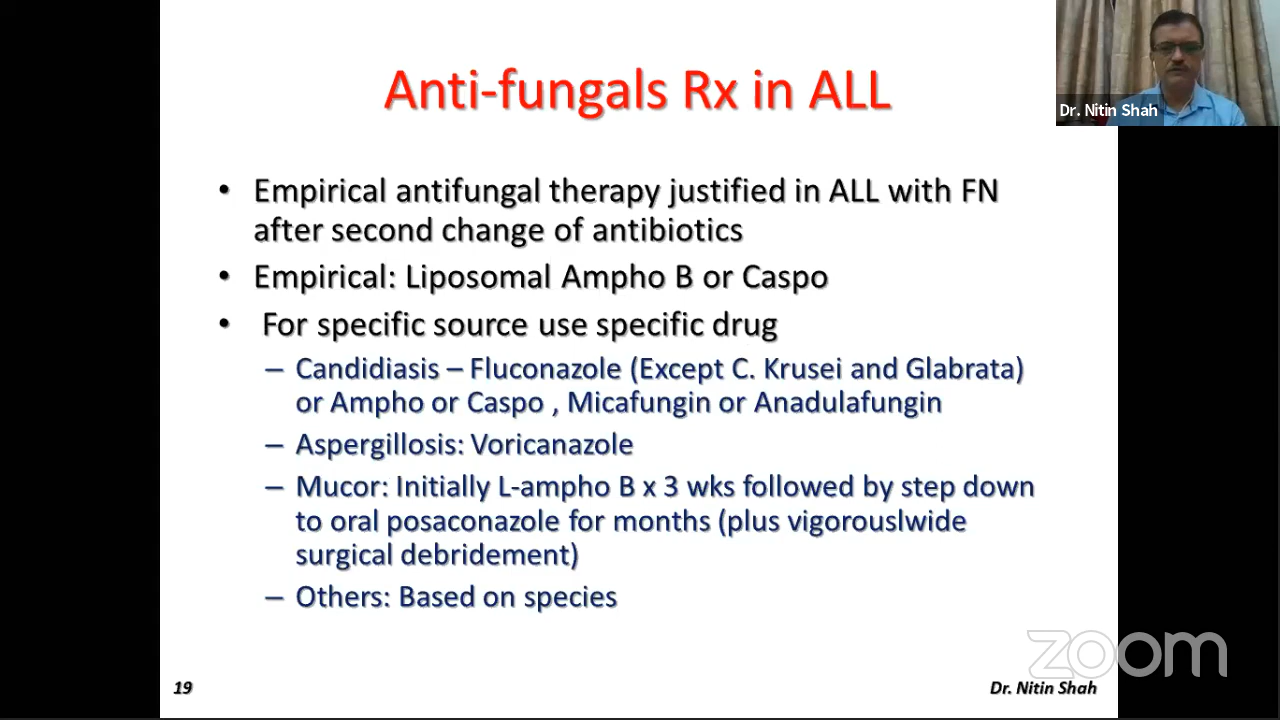 Anti-fungals Rx in ALL
Dr. Nitin Shah
• Empirical antifungal therapy justified in ALL with FN
after second change of antibiotics
• Empirical: Liposomal Ampho B or Caspo
• For specific source use specific drug
– Candidiasis – Fluconazole (Except C. Krusei and Glabrata)
or Ampho or Caspo , Micafungin or Anadulafungin
– Aspergillosis: Voricanazole
– Mucor: Initially L-ampho B x 3 wks followed by step down
to oral posaconazole for months (plus vigorouslwide
surgical debridement)
– Others: Based on species
zoom
19
Dr. Nitin Shah